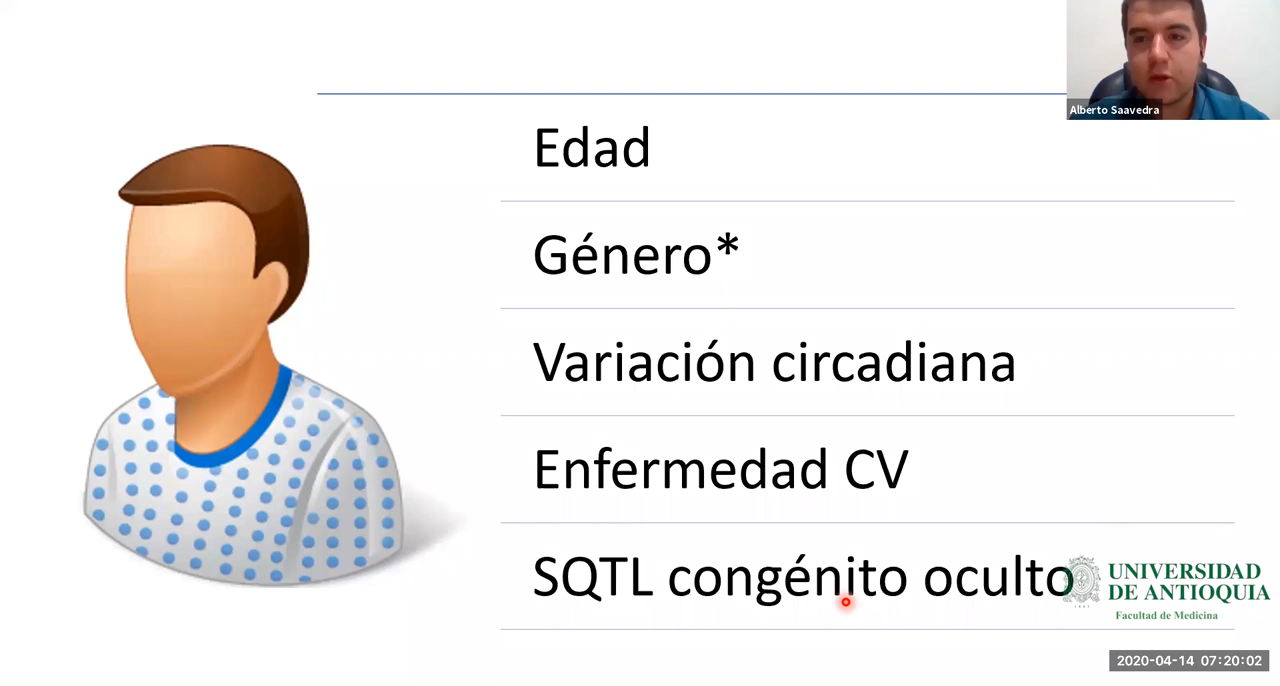 Alberto Saavedra
Edad
Género*
Variación circadiana
Enfermedad CV
SQTL congénito oculto
UNIVERSIDAD
DE ANTIOQUIA
Facultad de Medicina
2020-04-14 07:20:02